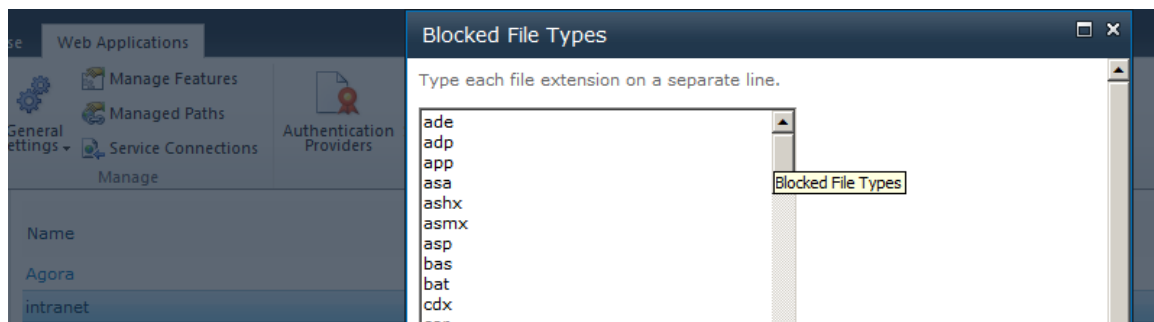 se
Web Applications
Manage Features
Managed Paths
Service Connections
General
ettings
Manage
Authentication
Providers
Name
Agora
intranet
Blocked File Types
Type each file extension on a separate line.
ade
adp
app
asa
ashx
asmx
asp
bas
bat
cdx
Blocked File Types